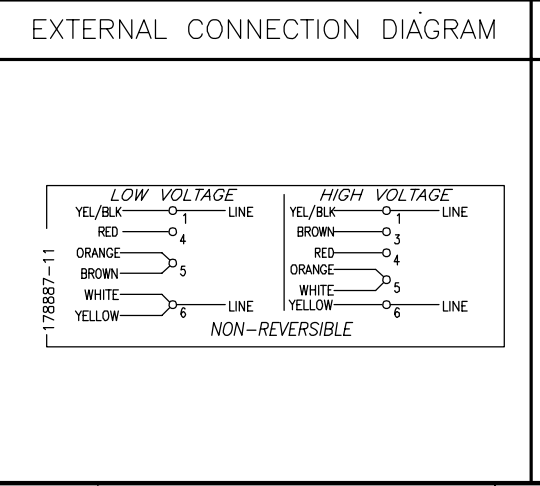 EXTERNAL CONNECTION DIAGRAM
178887-11
LOW VOLTAGE
YEL/BLK 1 LINE
RED 4
ORANGE
BROWN 5
WHITE
YELLOW 6 LINE
HIGH VOLTAGE
YEL/BLK 1 LINE
BROWN 3
RED 4
ORANGE
WHITE 5
YELLOW 6 LINE
NON-REVERSIBLE